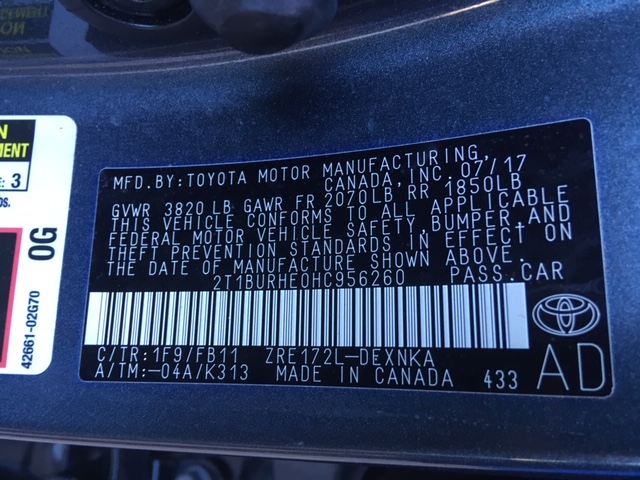 MFD.BY:TOYOTA MOTOR MANUFACTURING,
CANADA, INC. 07/17
GVWR 3820 LB GAWR FR 2070LB RR 1850LB
THIS VEHICLE CONFORMS TO ALL APPLICABLE
FEDERAL MOTOR VEHICLE SAFETY,BUMPER,AND
THEFT PREVENTION STANDARDS IN EFFECT ON
THE DATE OF MANUFACTURE SHOWN ABOVE.
2T1BURHE0HC956260 PASS.CAR
C/TR:1F9/FB11 ZRE172L-DEXNKA
A/TM:-04A/K313 MADE IN CANADA 433
AD
: 3
0G
42661-02G70